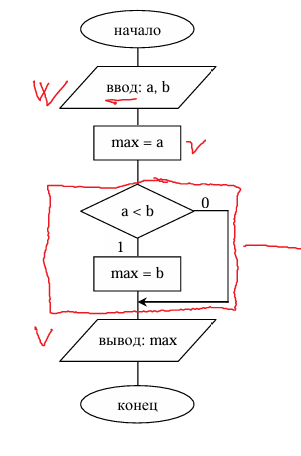 начало
ввод: a, b
max = a
a < b
0
1
max = b
вывод: max
конец